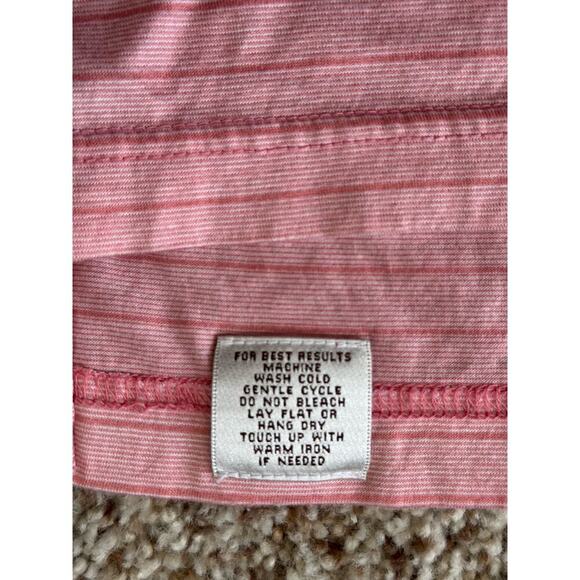 FOR BEST RESULTS
MACHINE
WASH COLD
GENTLE CYCLE
DO NOT BLEACH
LAY FLAT OR
HANG DRY
TOUCH UP WITH
WARM IRON
IF NEEDED